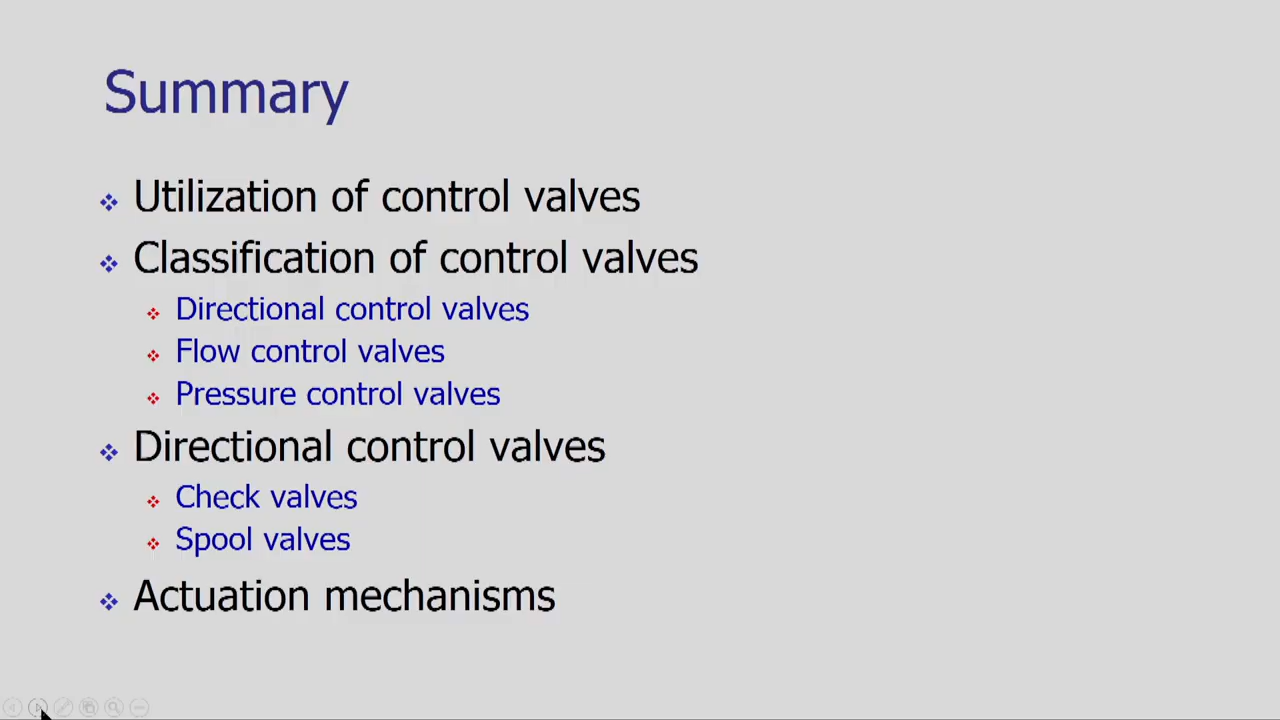 Summary
Utilization of control valves
Classification of control valves
Directional control valves
Flow control valves
Pressure control valves
Directional control valves
Check valves
Spool valves
Actuation mechanisms